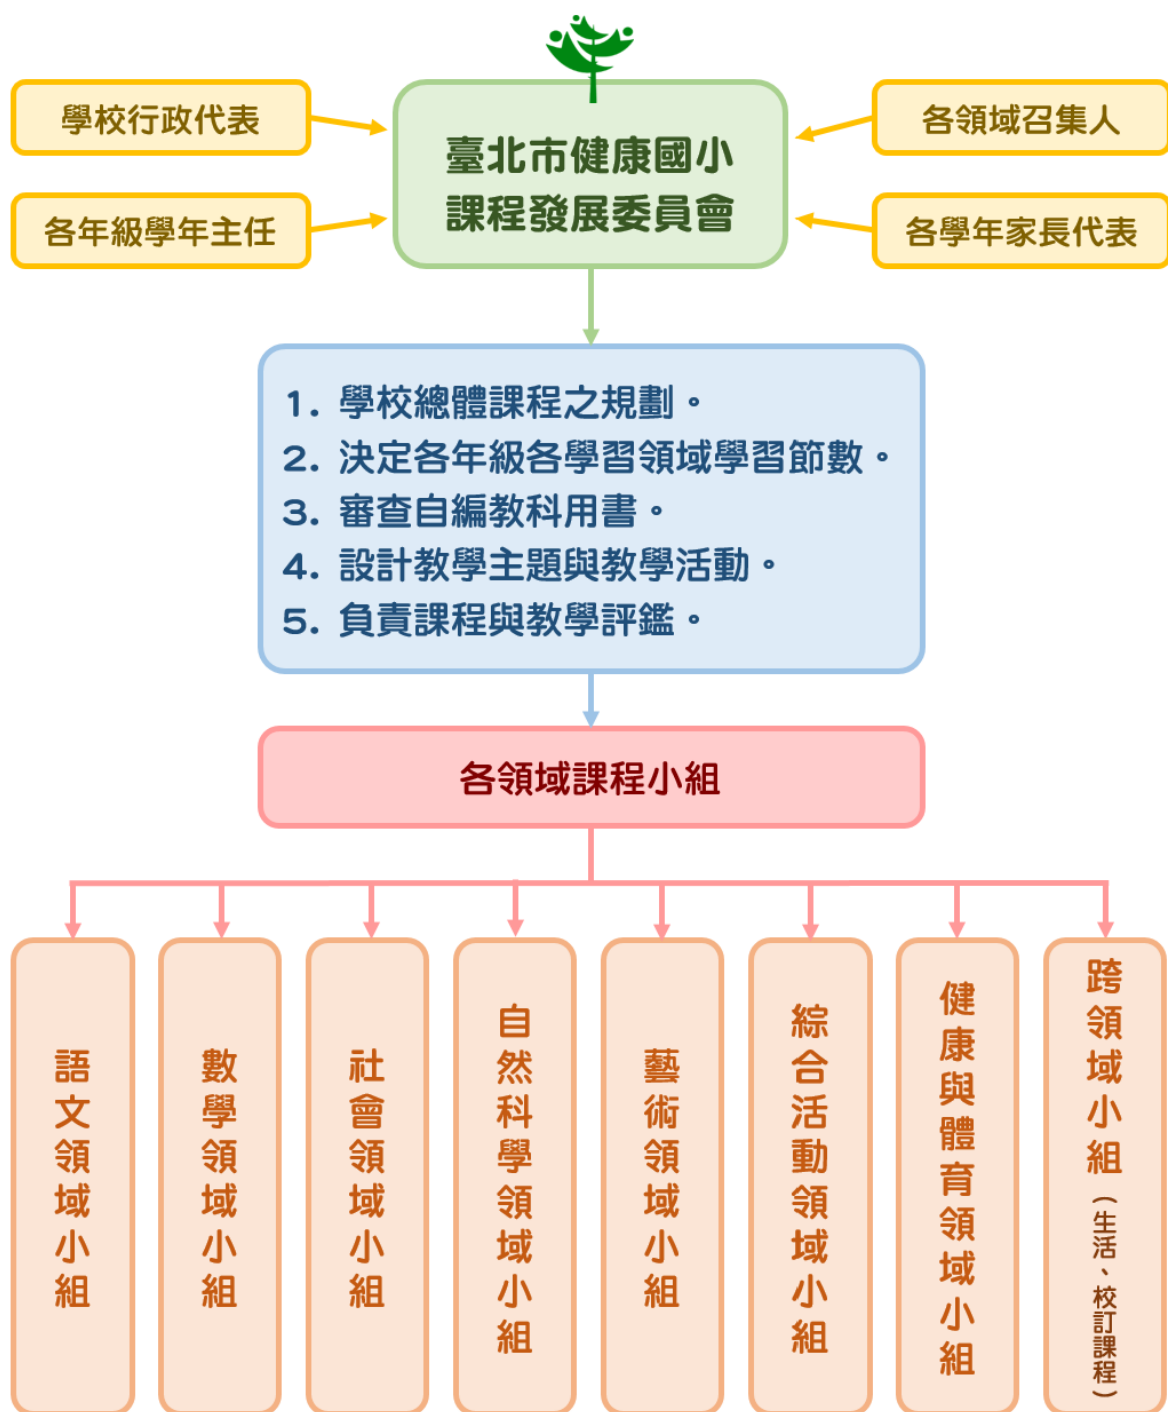 學校行政代表
各年級學年主任
臺北市健康國小
課程發展委員會
各領域召集人
各學年家長代表
1. 學校總體課程之規劃。
2. 決定各年級各學習領域學習節數。
3. 審查自編教科用書。
4. 設計教學主題與教學活動。
5. 負責課程與教學評鑑。
各領域課程小組
語文領域小組
數學領域小組
社會領域小組
自然科學領域小組
藝術領域小組
綜合活動領域小組
健康與體育領域小組
跨領域小組(生活、校訂課程)